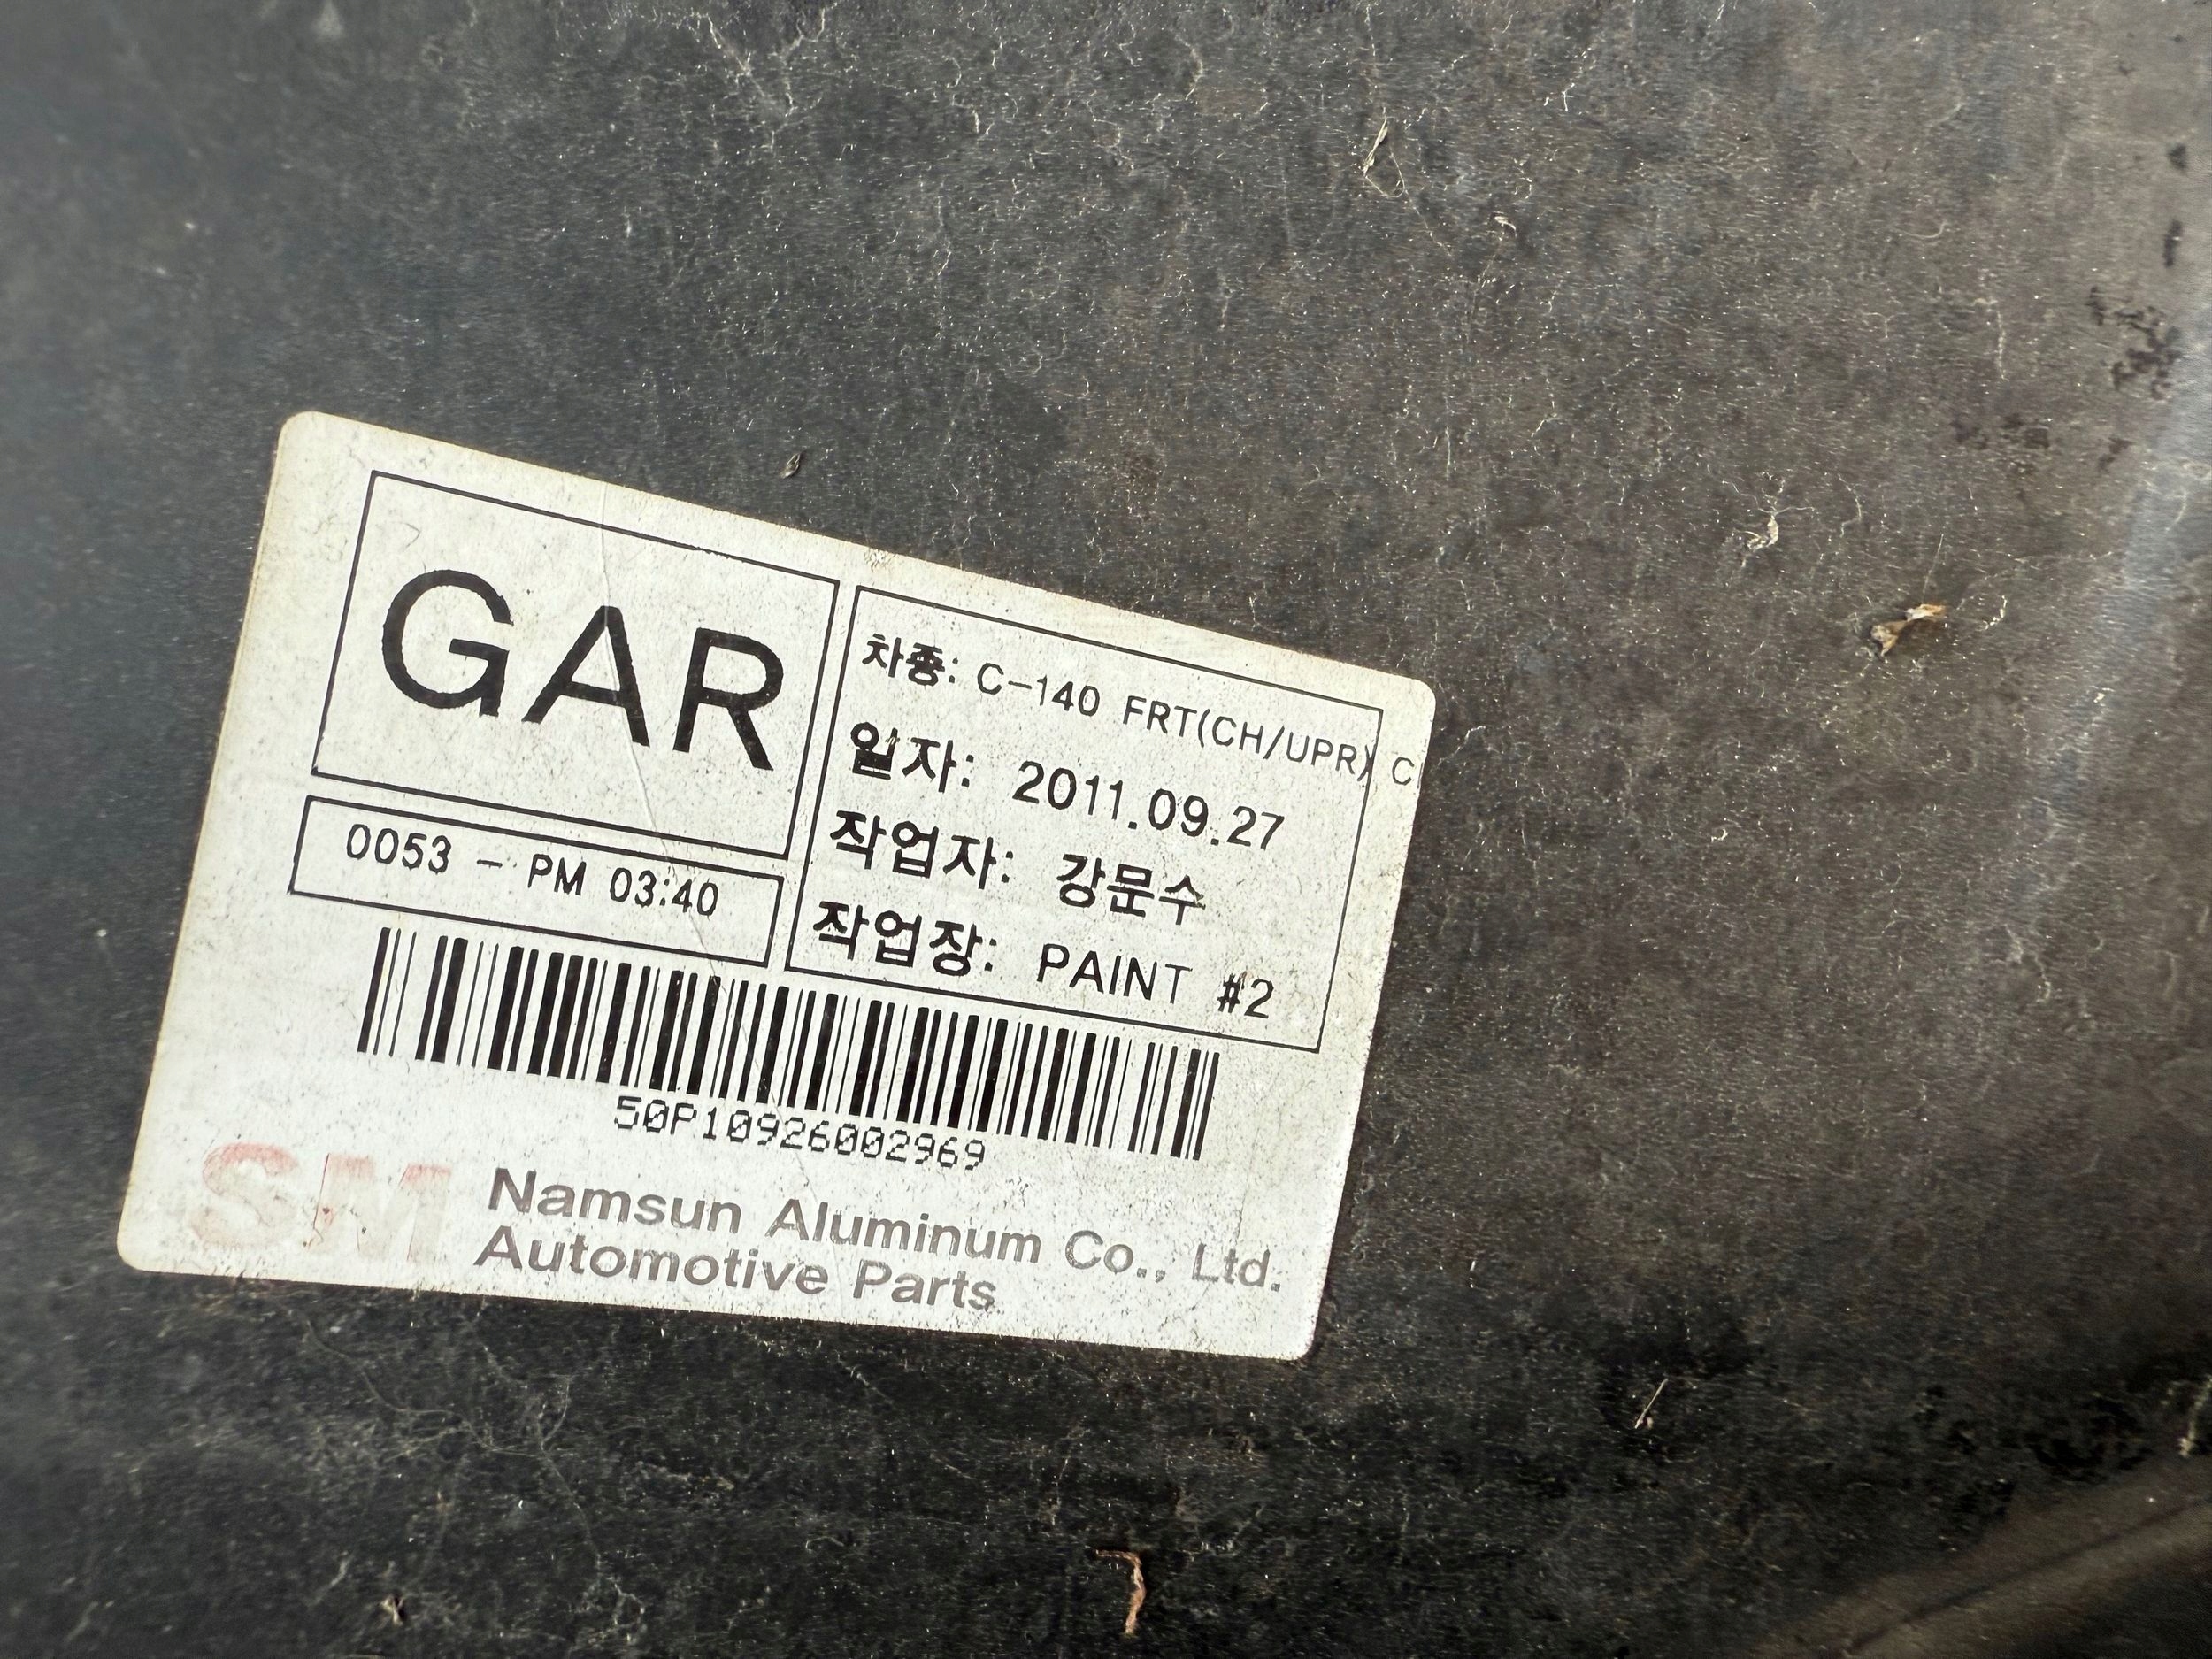 GAR
0053 - PM 03:40
차종: C-140 FRT(CH/UPR) C
일자: 2011.09.27
작업자: 강문수
작업장: PAINT #2
50P10926002969
SM
Namsun Aluminum Co., Ltd.
Automotive Parts